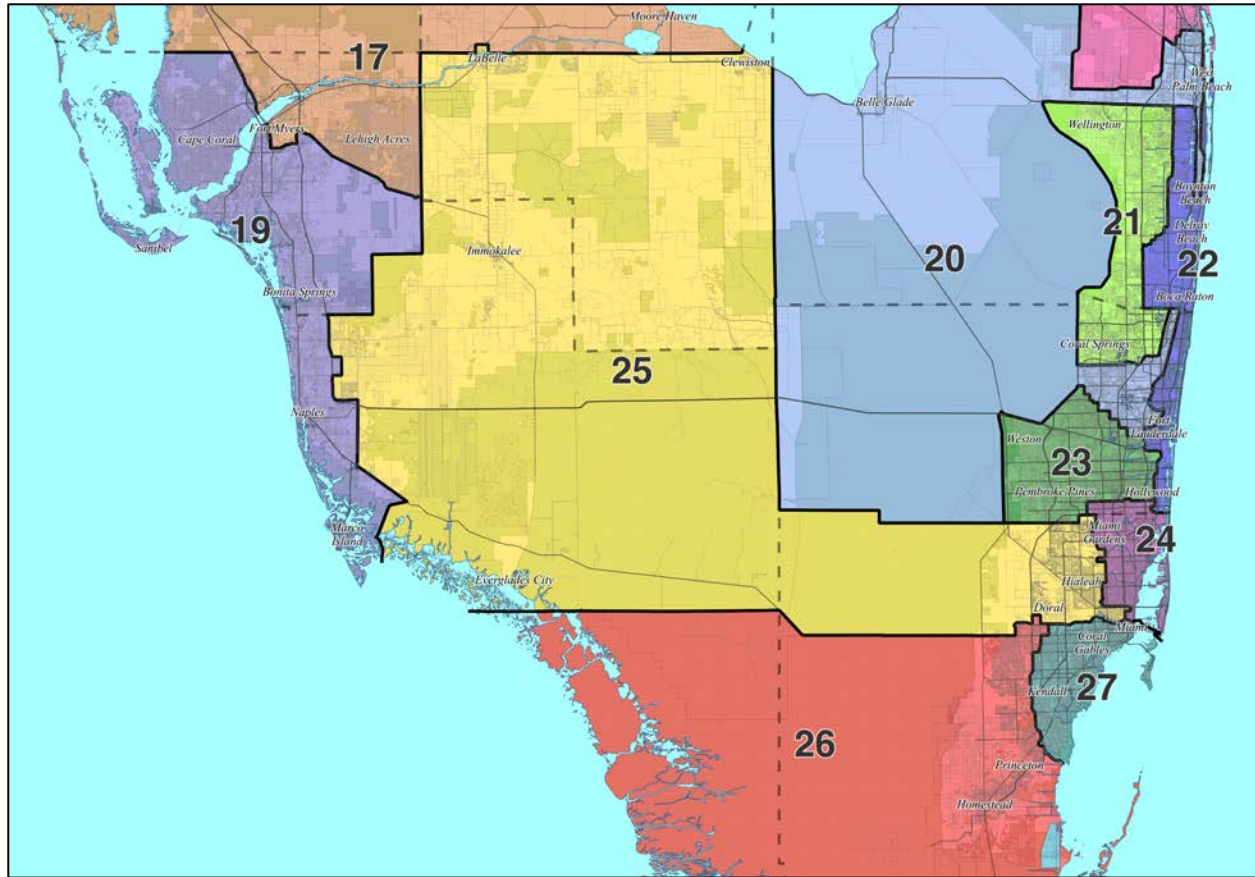 Moore Haven
17
LaBelle
Clewiston
West
Palm Beach
Belle Glade
Fort Myers
Cape Coral
Lehigh Acres
Wellington
Boynton
Beach
19
21
Delray
Beach
Sanibel
Immokalee
20
22
Bonita Springs
Boca Raton
Coral Springs
25
Naples
Fort
Lauderdale
Weston
23
Pembroke Pines
Hollywood
Marco
Island
Miami
Gardens
24
Everglades City
Hialeah
Doral
Miami
Coral
Gables
Kendall
27
26
Princeton
Homestead